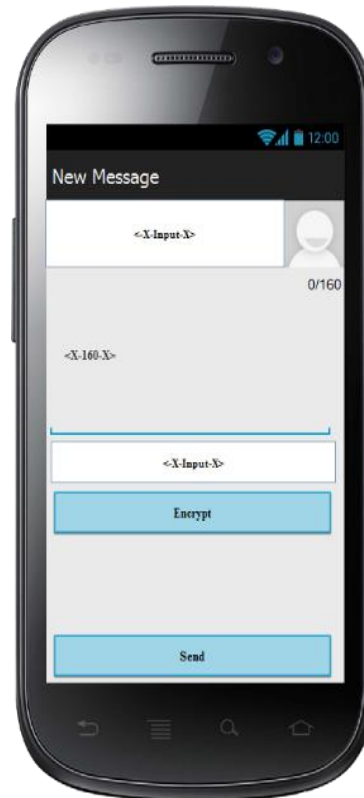 12:00
New Message
<-X-Input-X>
0/160
<X-160-X>
<-X-Input-X>
Encrypt
Send